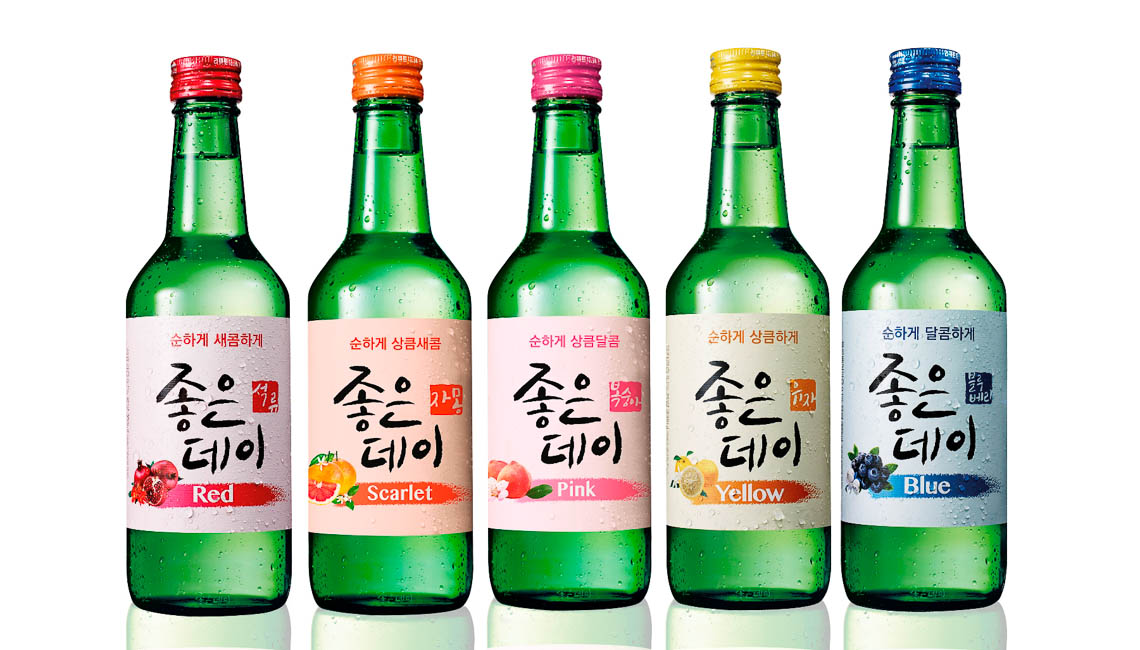 순하게 새콤하게
좋은
석류
데이
Red
순하게 상큼새콤
좋은
자몽
데이
Scarlet
순하게 상큼달콤
좋은
복숭아
데이
Pink
순하게 상큼하게
좋은
유자
데이
Yellow
순하게 달콤하게
좋은
블루
베리
데이
Blue